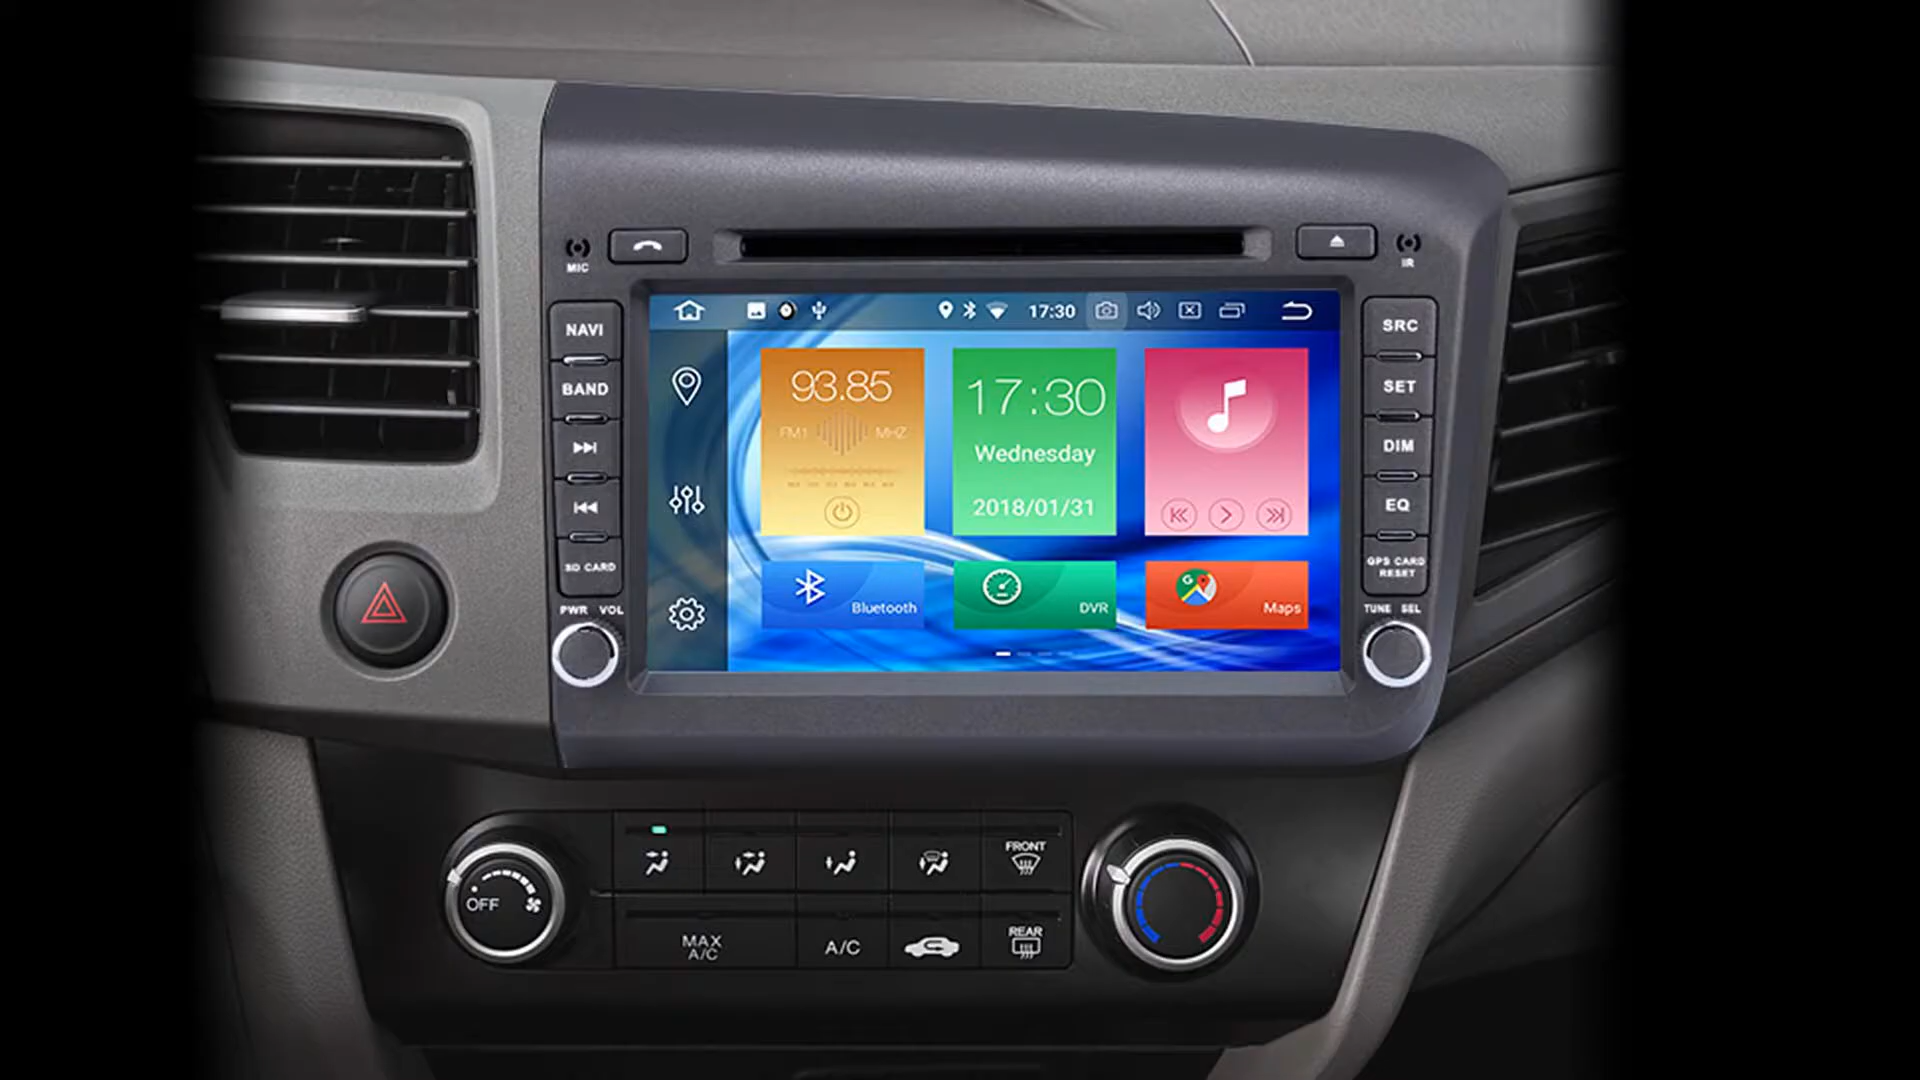 MIC
IR
17:30
NAVI
BAND
SD CARD
PWR VOL
93.85
FM1 MHZ
17:30
Wednesday
2018/01/31
Bluetooth
DVR
Maps
SRC
SET
DIM
EQ
GPS CARD
RESET
TUNE SEL
OFF
FRONT
MAX
A/C
A/C
REAR